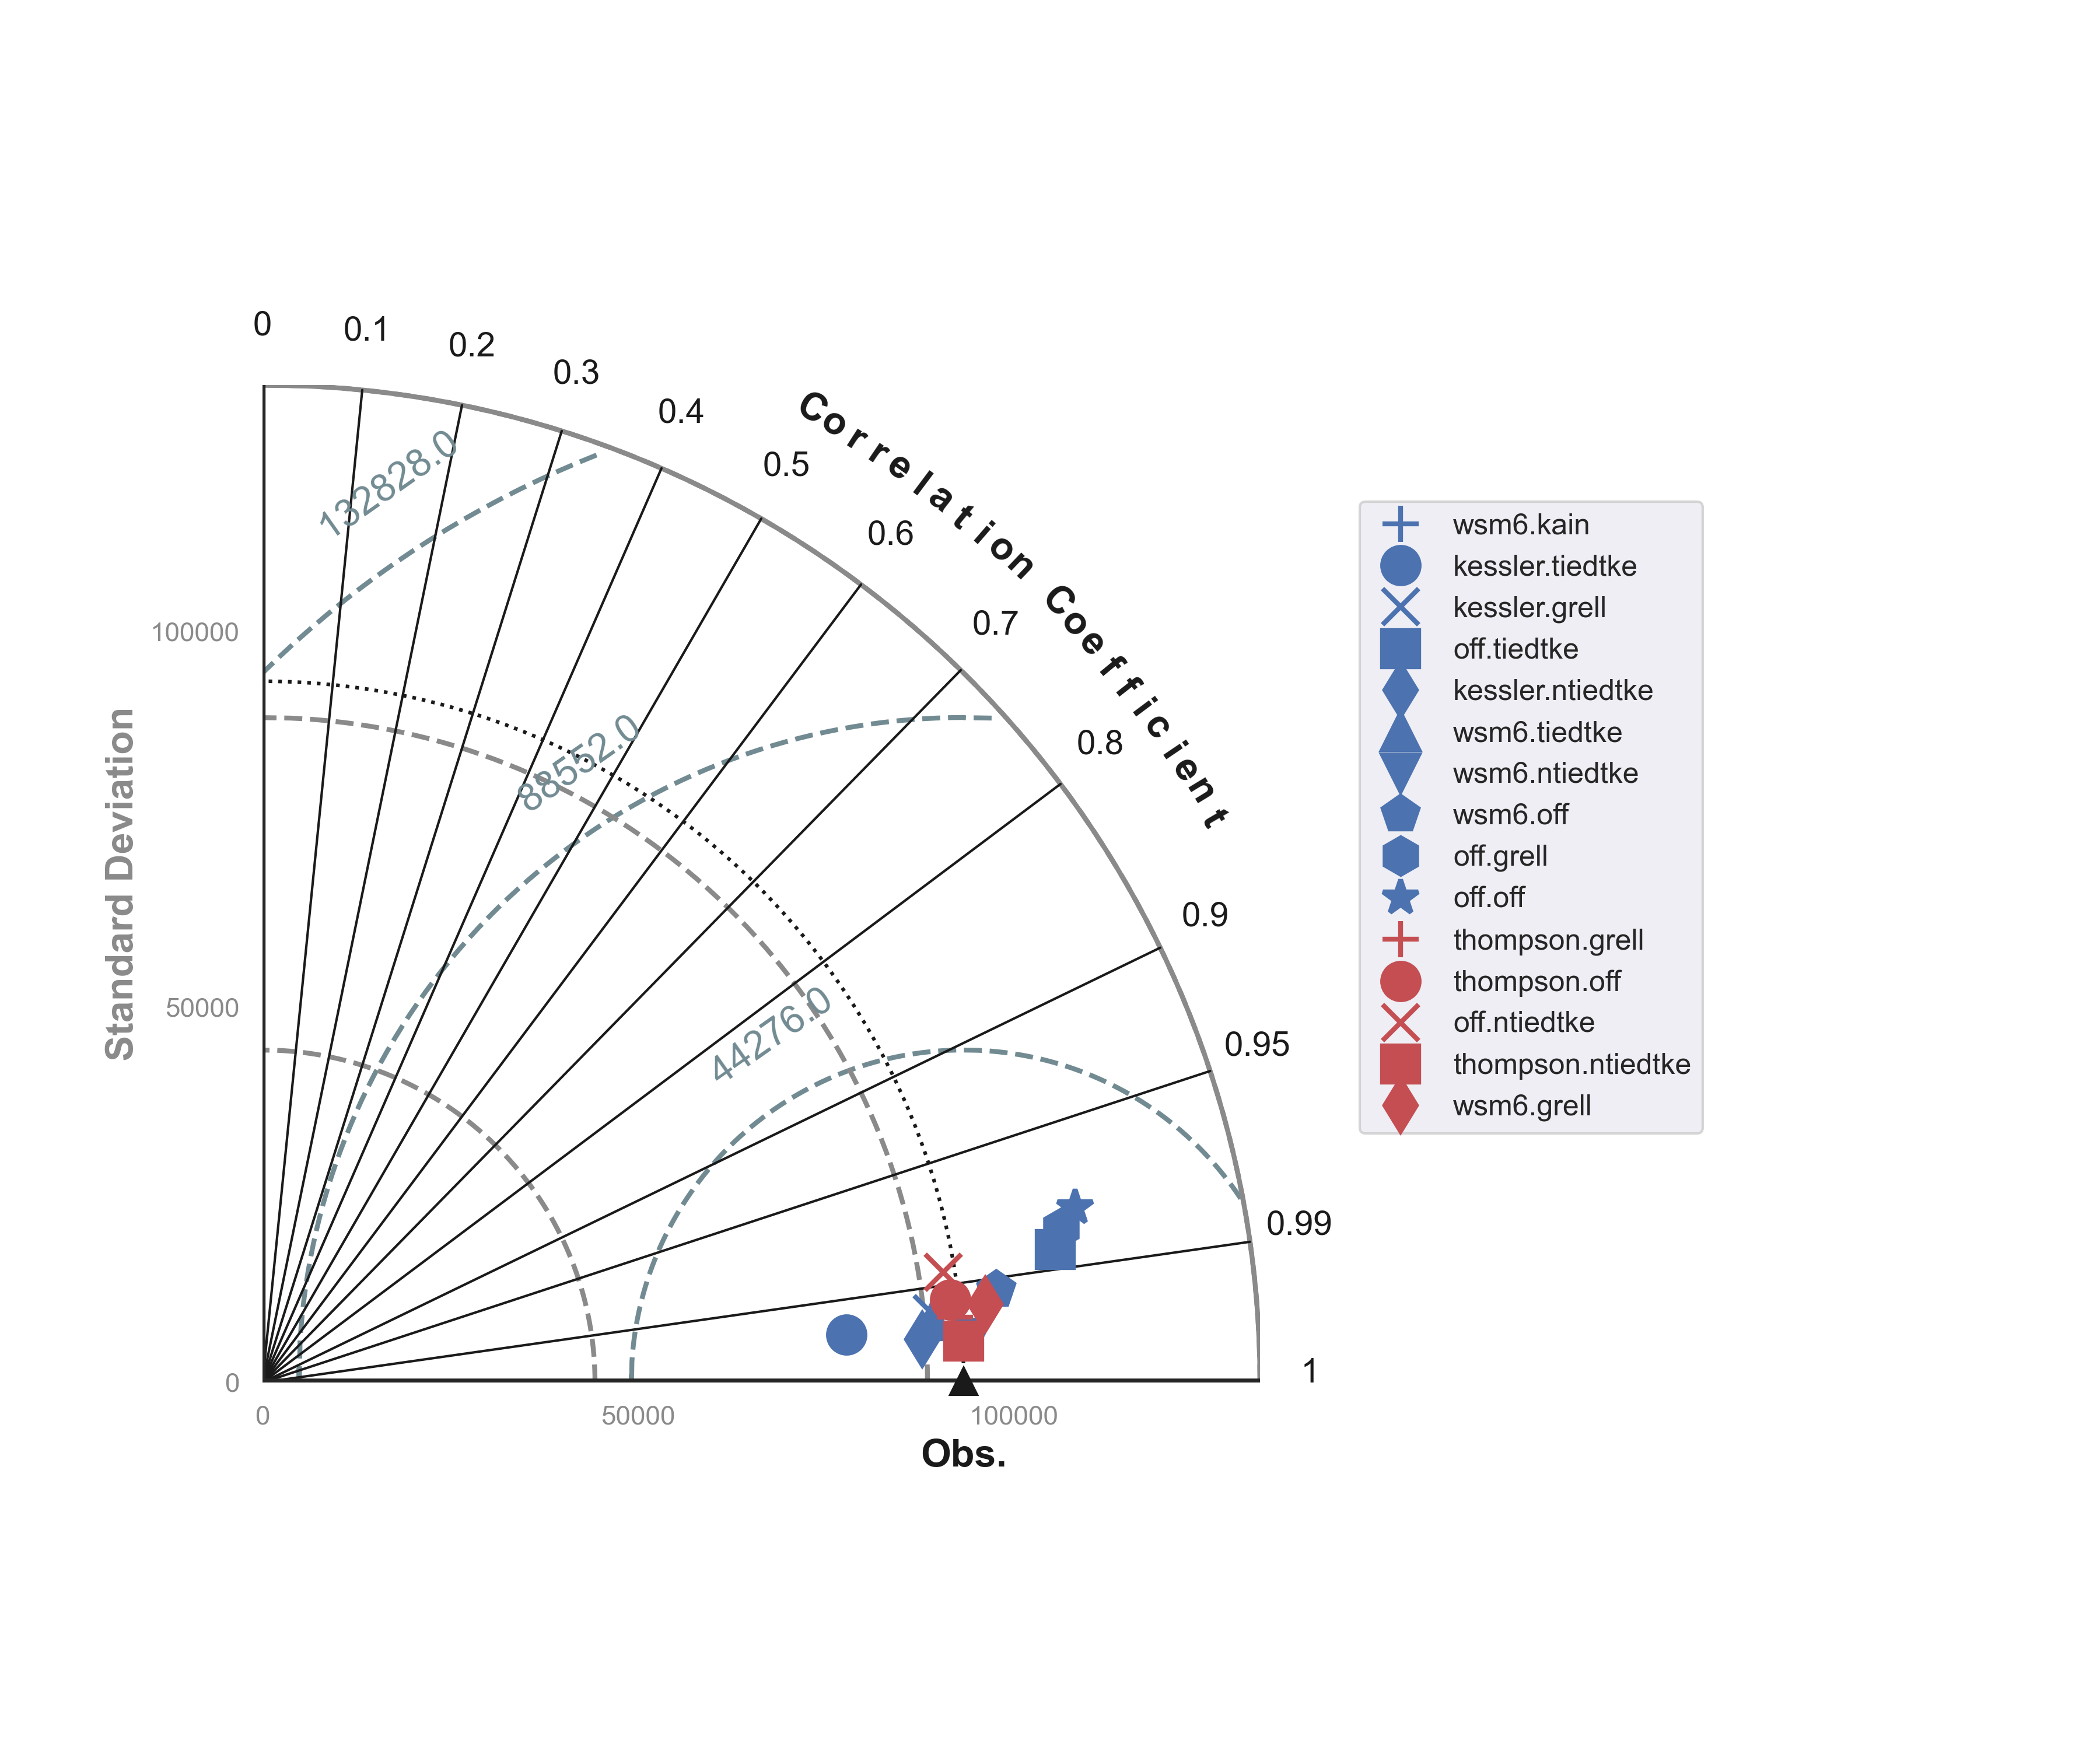 0
0.1
0.2
0.3
0.4
0.5
0.6
0.7
0.8
0.9
0.95
0.99
1
Correlation Coefficient
132828.0
88552.0
44276.0
Standard Deviation
100000
50000
0
0
50000
100000
Obs.
wsm6.kain
kessler.tiedtke
kessler.grell
off.tiedtke
kessler.ntiedtke
wsm6.tiedtke
wsm6.ntiedtke
wsm6.off
off.grell
off.off
thompson.grell
thompson.off
off.ntiedtke
thompson.ntiedtke
wsm6.grell